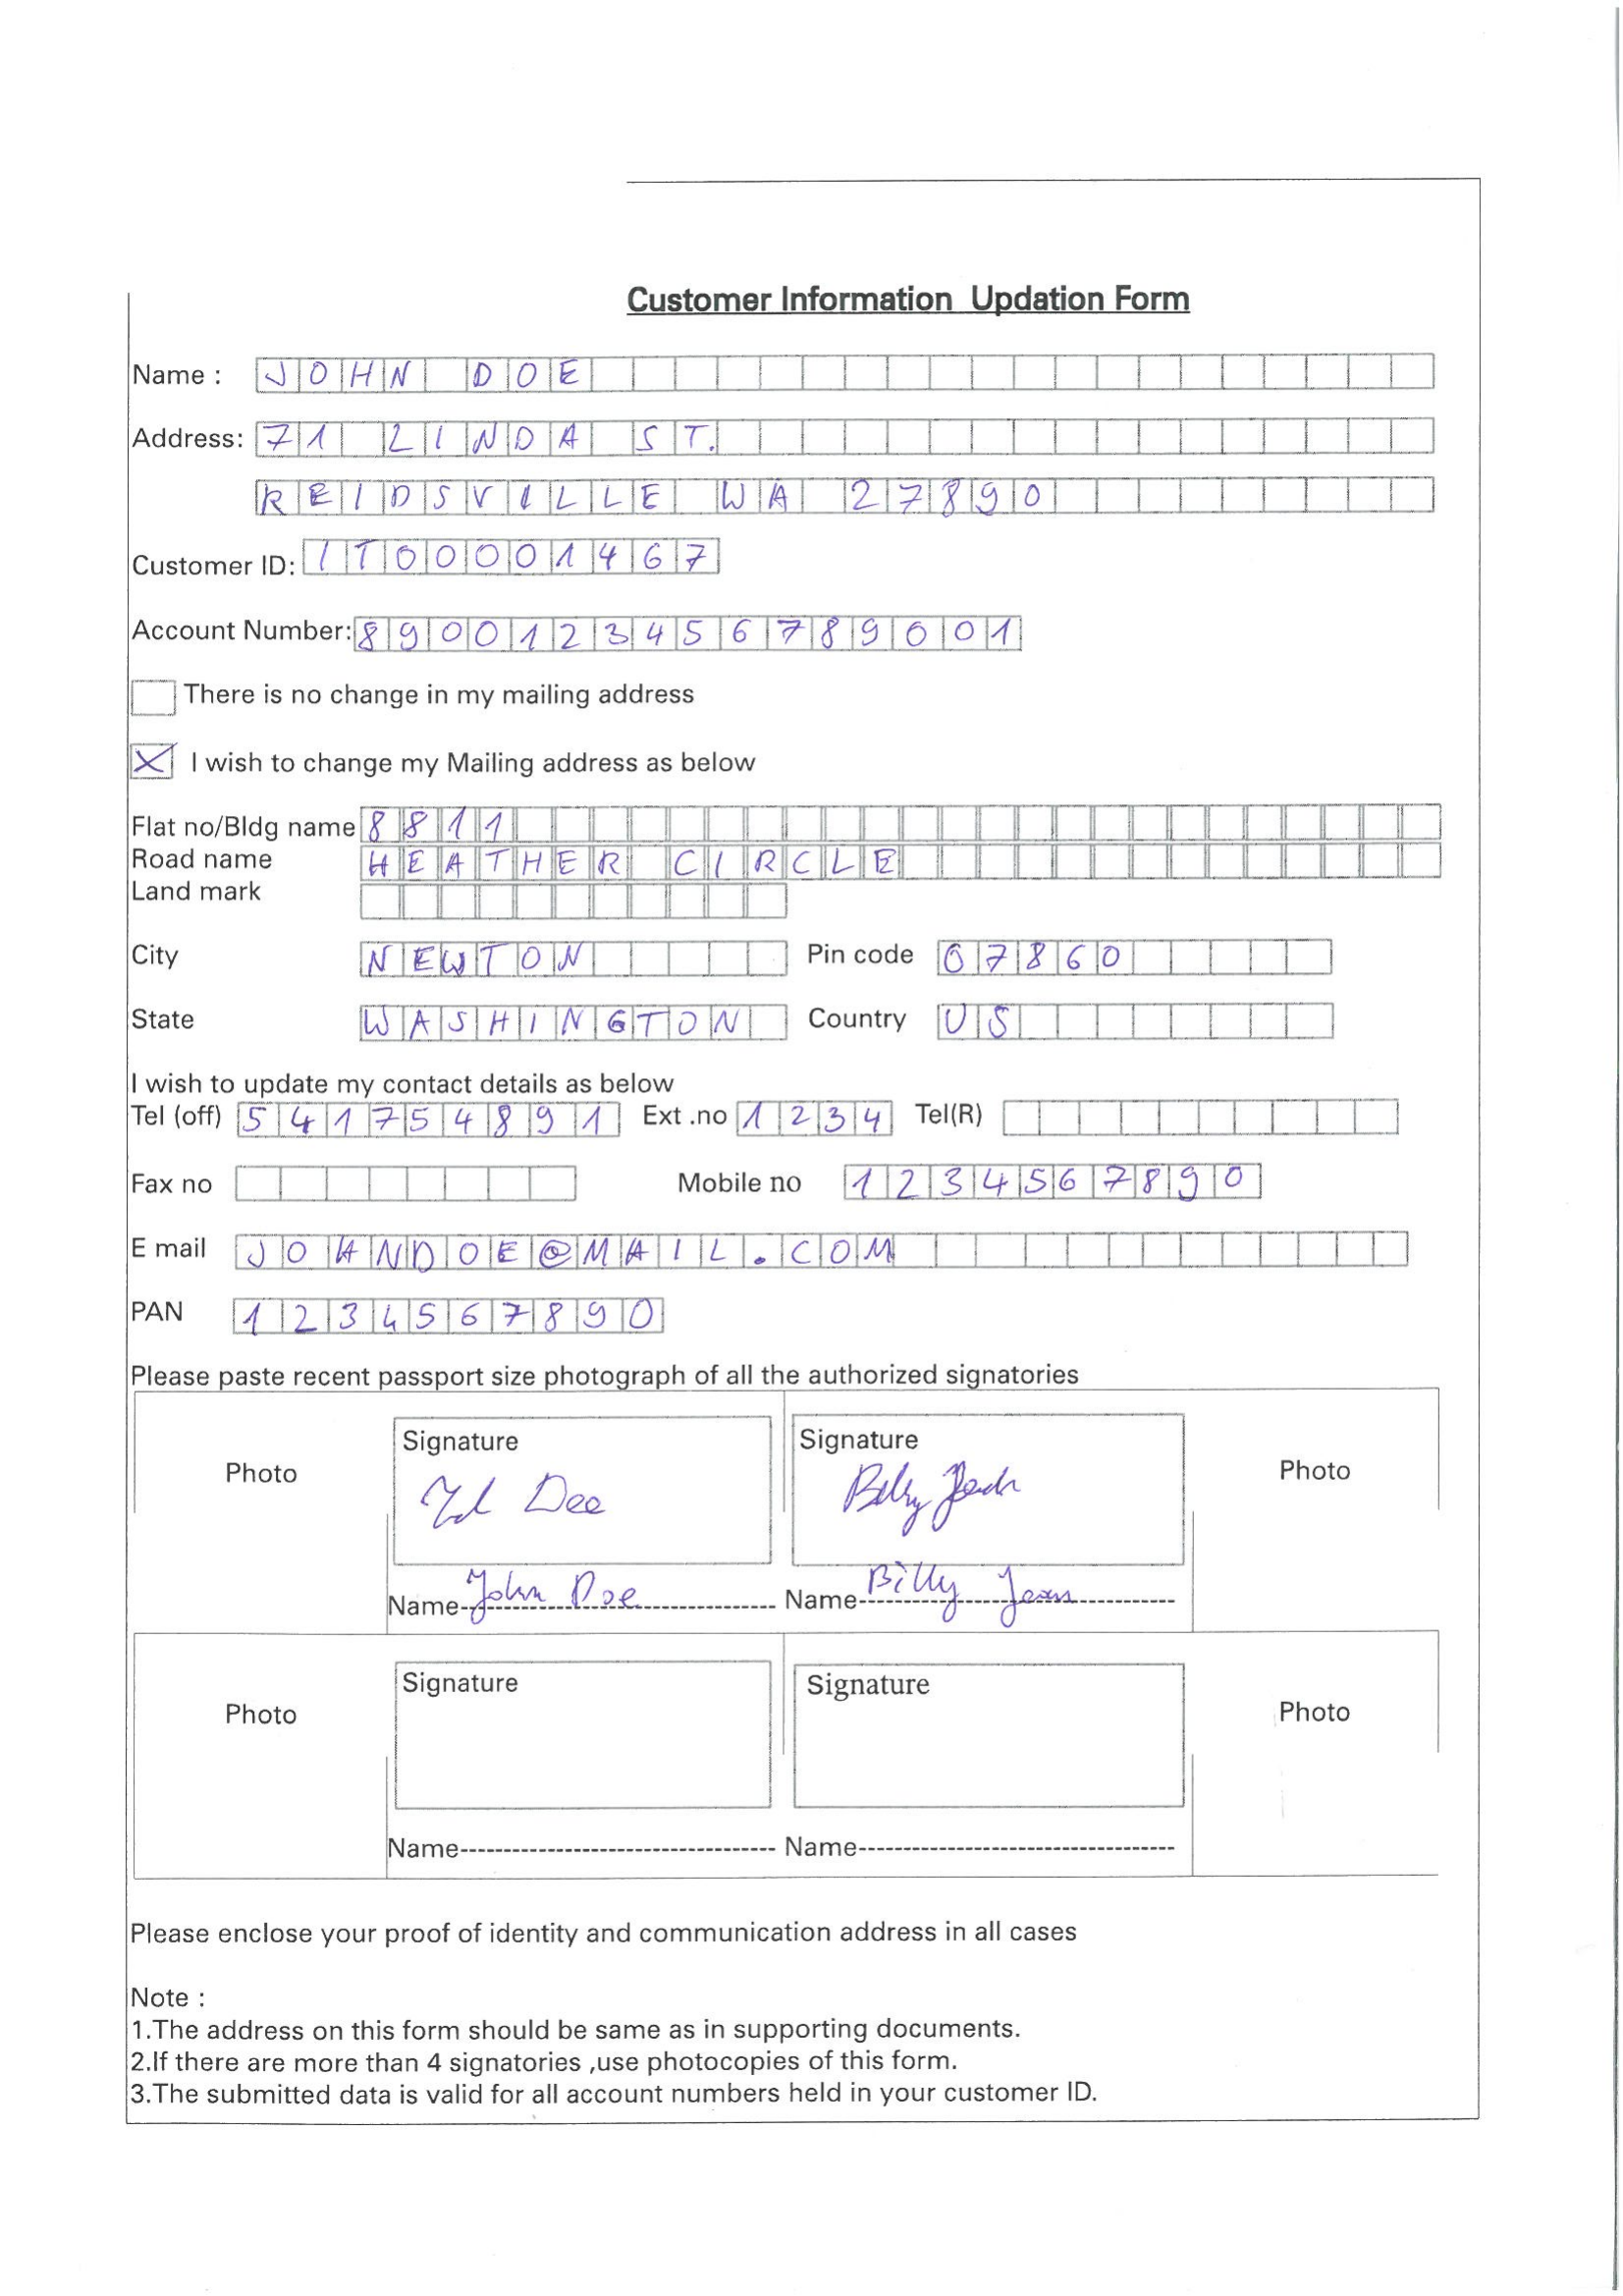 Customer Information Updation Form
Name : JOHN DOE
Address: 71 LINDA ST.
REIDSVILLE WA 27890
Customer ID: IT00001467
Account Number: 8900123456789001
There is no change in my mailing address
I wish to change my Mailing address as below
Flat no/Bldg name 8811
Road name HEATHER CIRCLE
Land mark
City NEWTON Pin code 07860
State WASHINGTON Country US
I wish to update my contact details as below
Tel (off) 541754891 Ext .no 1234 Tel(R)
Fax no Mobile no 1234567890
E mail JOHNDOE@MAIL.COM
PAN 1234567890
Please paste recent passport size photograph of all the authorized signatories
Photo Signature Signature Photo
Name John Doe Name Billy Jean
Photo Signature Signature Photo
Name Name
Please enclose your proof of identity and communication address in all cases
Note :
1.The address on this form should be same as in supporting documents.
2.If there are more than 4 signatories ,use photocopies of this form.
3.The submitted data is valid for all account numbers held in your customer ID.